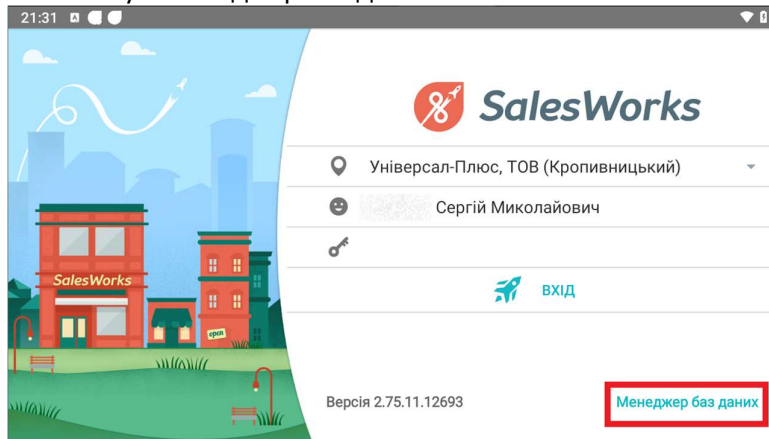 21:31
SalesWorks
Універсал-Плюс, ТОВ (Кропивницький)
Сергій Миколайович
ВХІД
SalesWorks
open
Версія 2.75.11.12693
Менеджер баз даних